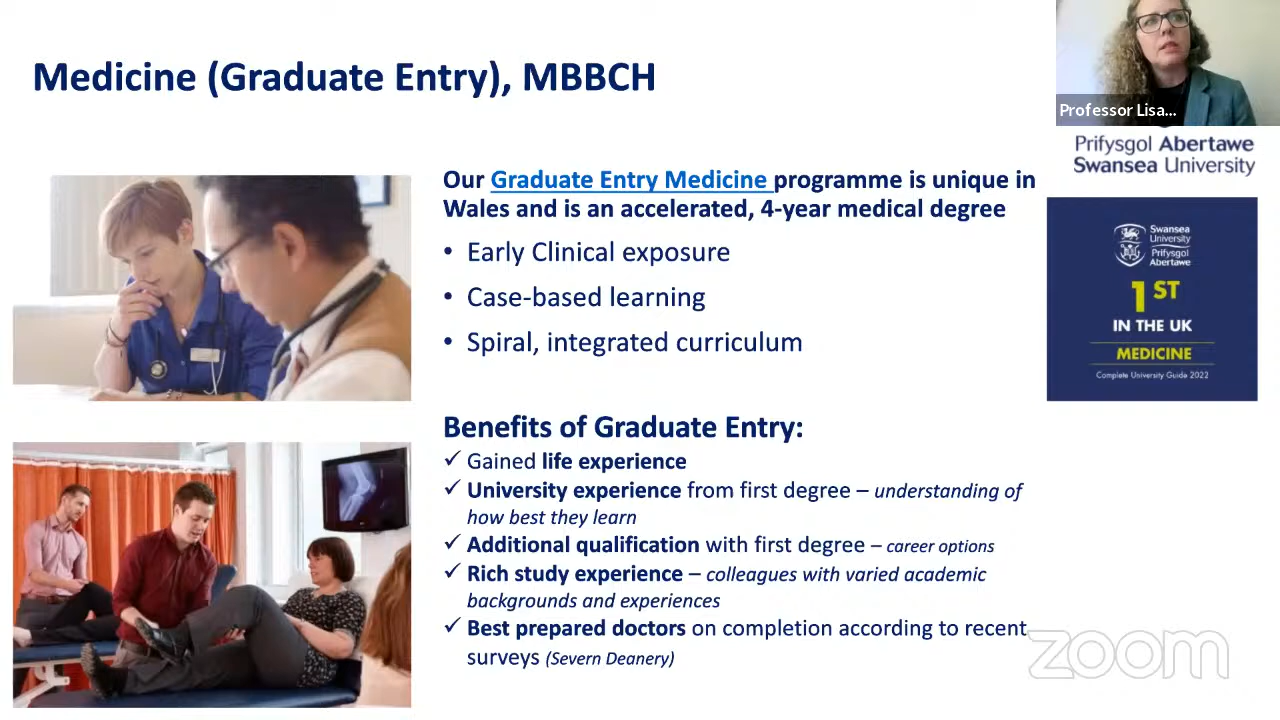 Medicine (Graduate Entry), MBBCH
Professor Lisa...
Prifysgol Abertawe
Swansea University
Our Graduate Entry Medicine programme is unique in
Wales and is an accelerated, 4-year medical degree
• Early Clinical exposure
• Case-based learning
• Spiral, integrated curriculum
Swansea
University
Prifysgol
Abertawe
1ST
IN THE UK
MEDICINE
Complete University Guide 2022
Benefits of Graduate Entry:
✓ Gained life experience
✓ University experience from first degree – understanding of
how best they learn
✓ Additional qualification with first degree – career options
✓ Rich study experience – colleagues with varied academic
backgrounds and experiences
✓ Best prepared doctors on completion according to recent
surveys (Severn Deanery)
zoom